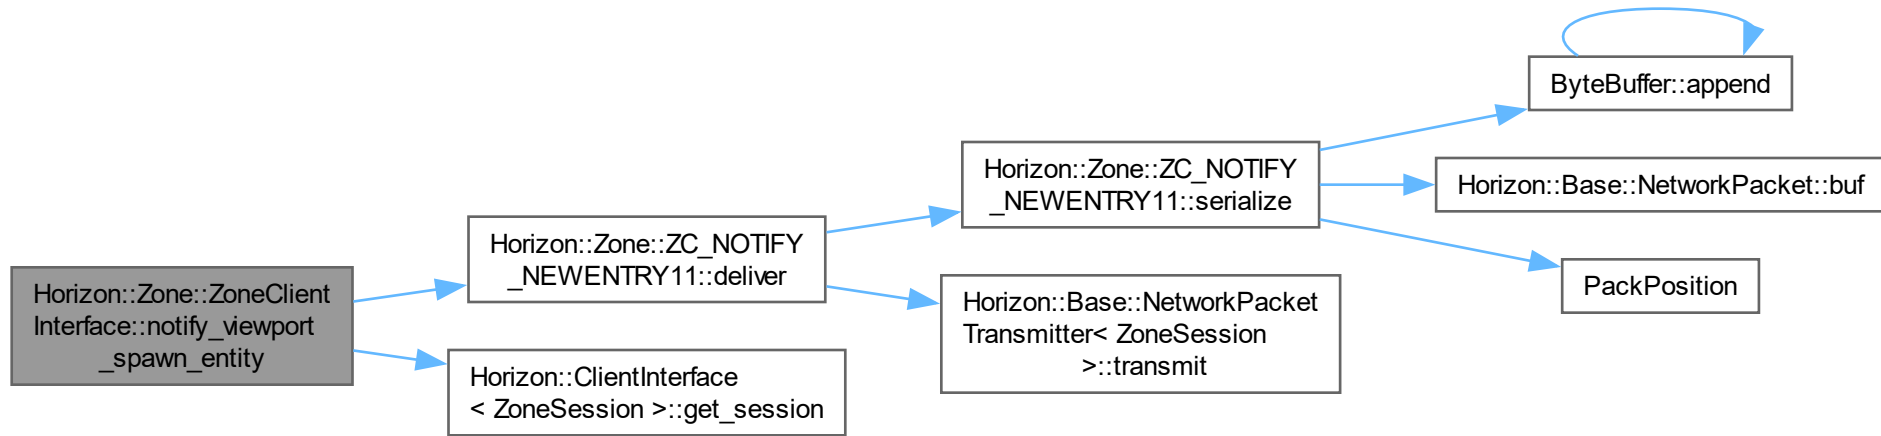 Horizon::Zone::ZoneClient
Interface::notify_viewport
_spawn_entity
Horizon::Zone::ZC_NOTIFY
_NEWENTRY11::deliver
Horizon::ClientInterface
< ZoneSession >::get_session
Horizon::Zone::ZC_NOTIFY
_NEWENTRY11::serialize
Horizon::Base::NetworkPacket
Transmitter< ZoneSession
>::transmit
ByteBuffer::append
Horizon::Base::NetworkPacket::buf
PackPosition